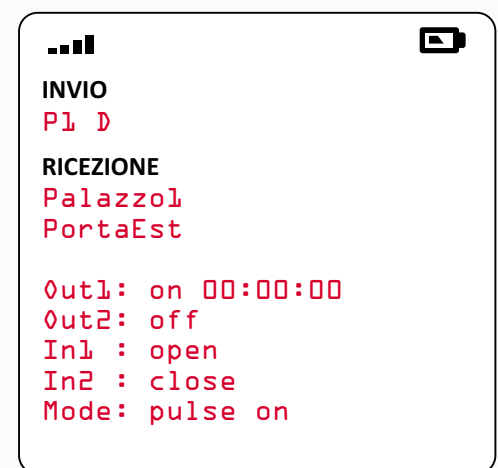 INVIO
P1 D
RICEZIONE
Palazzo1
PortaEst
Out1: on 00:00:00
Out2: off
In1 : open
In2 : close
Mode: pulse on